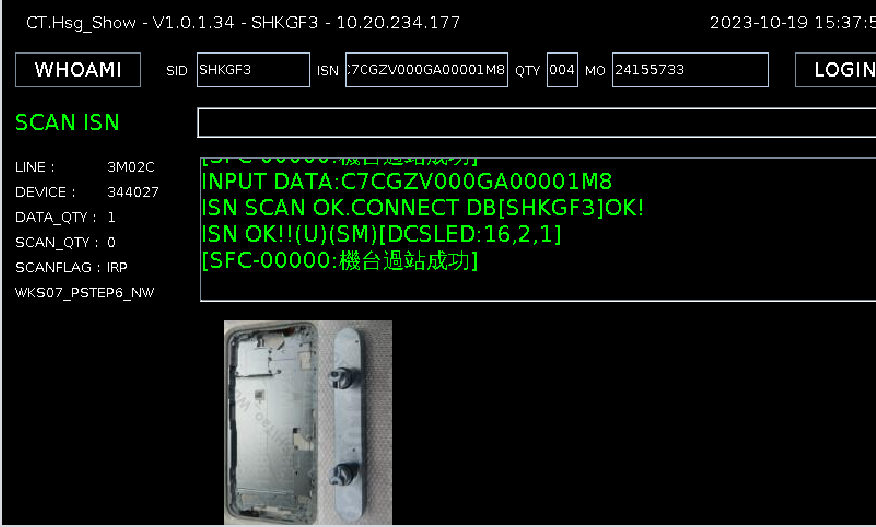 CT.Hsg_Show - V1.0.1.34 - SHKGF3 - 10.20.234.177
2023-10-19 15:37:5
WHOAMI
SID
SHKGF3
ISN
C7CGZV000GA00001M8
QTY
004
MO
24155733
LOGIN
SCAN ISN
LINE : 3M02C
DEVICE : 344027
DATA_QTY : 1
SCAN_QTY : 0
SCANFLAG : IRP
WKS07_PSTEP6_NW
[SFC-00000:機台過站成功]
INPUT DATA:C7CGZV000GA00001M8
ISN SCAN OK.CONNECT DB[SHKGF3]OK!
ISN OK!!(U)(SM)[DCSLED:16,2,1]
[SFC-00000:機台過站成功]